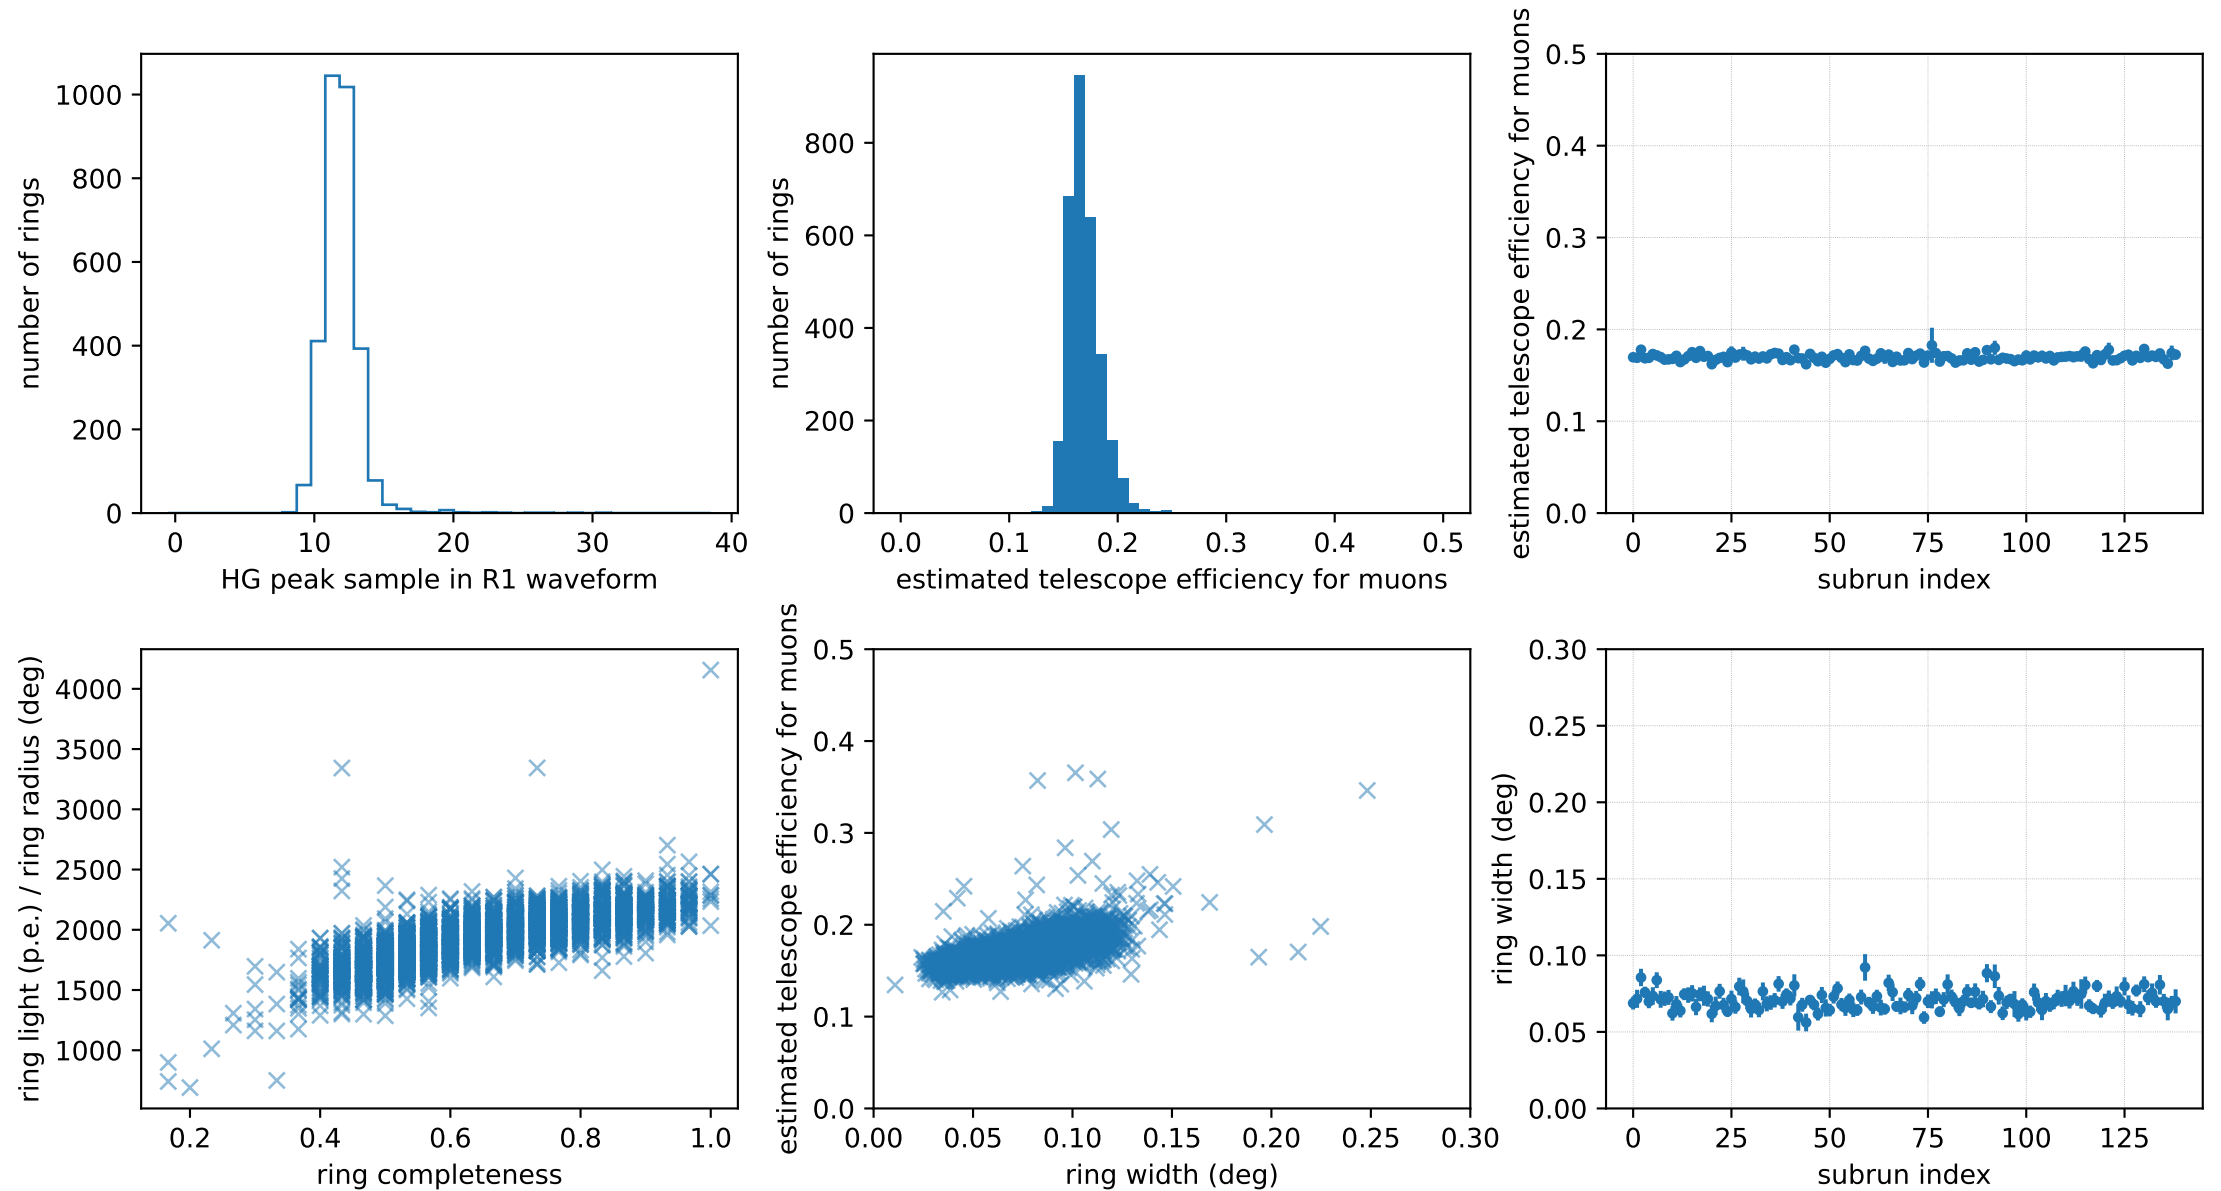 number of rings
1000
800
600
400
200
0
0 10 20 30 40
HG peak sample in R1 waveform
number of rings
800
600
400
200
0
0.0 0.1 0.2 0.3 0.4 0.5
estimated telescope efficiency for muons
estimated telescope efficiency for muons
0.5
0.4
0.3
0.2
0.1
0.0
0 25 50 75 100 125
subrun index
ring light (p.e.) / ring radius (deg)
4000
3500
3000
2500
2000
1500
1000
0.2 0.4 0.6 0.8 1.0
ring completeness
estimated telescope efficiency for muons
0.5
0.4
0.3
0.2
0.1
0.0
0.00 0.05 0.10 0.15 0.20 0.25 0.30
ring width (deg)
ring width (deg)
0.30
0.25
0.20
0.15
0.10
0.05
0.00
0 25 50 75 100 125
subrun index